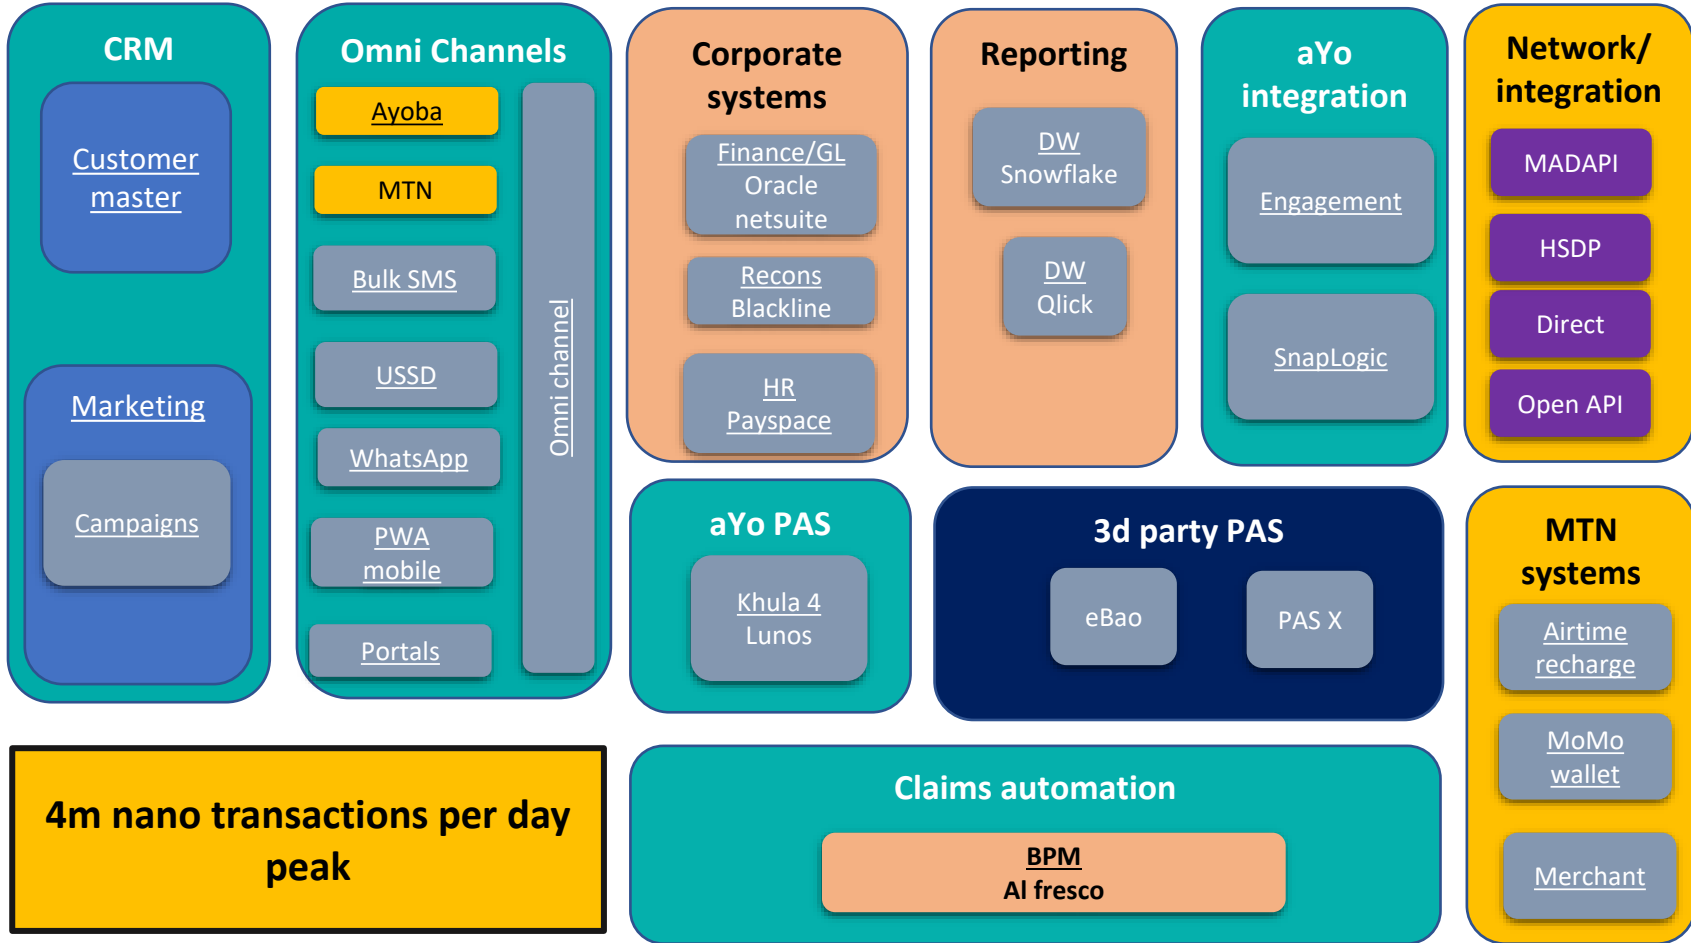 CRM
Customer
master
Marketing
Campaigns
Omni Channels
Ayoba
MTN
Bulk SMS
USSD
WhatsApp
PWA
mobile
Portals
Omni channel
Corporate
systems
Finance/GL
Oracle
netsuite
Recons
Blackline
HR
Payspace
Reporting
DW
Snowflake
DW
Qlick
aYo
integration
Engagement
SnapLogic
Network/
integration
MADAPI
HSDP
Direct
Open API
aYo PAS
Khula 4
Lunos
3d party PAS
eBao
PAS X
MTN
systems
Airtime
recharge
MoMo
wallet
Merchant
4m nano transactions per day
peak
Claims automation
BPM
Al fresco